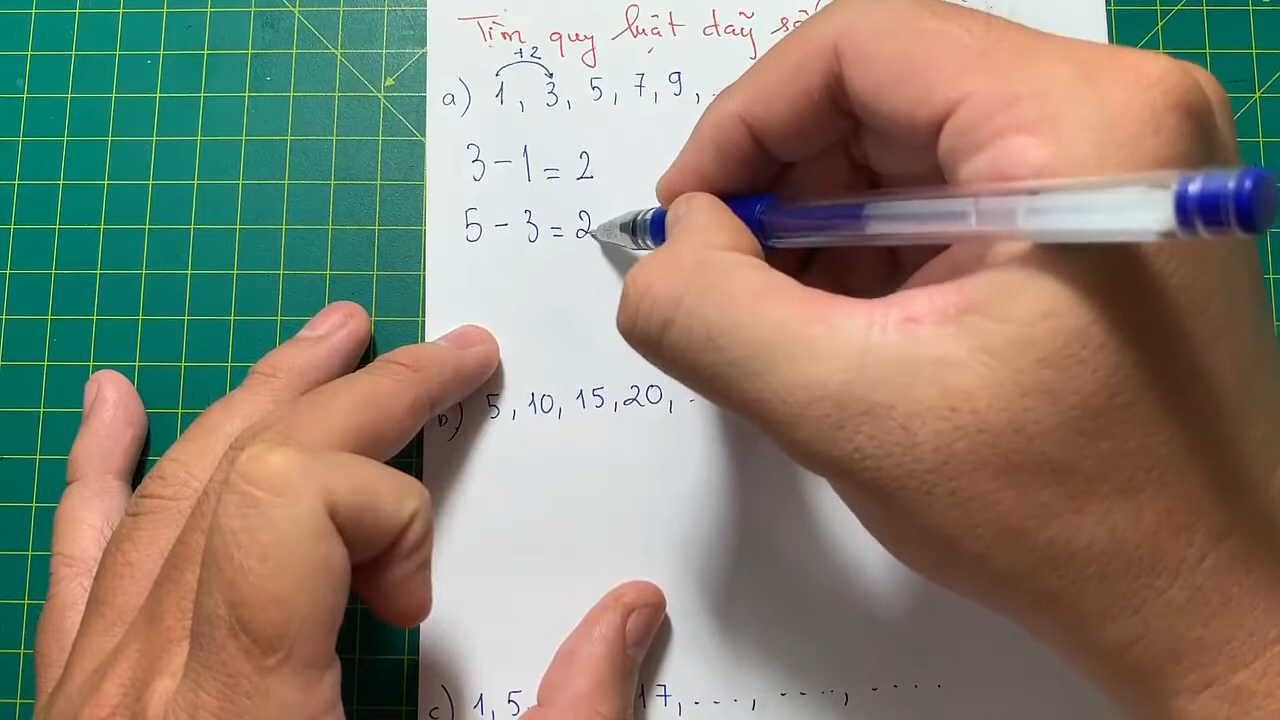 Tìm quy luật dãy
+2
a) 1, 3, 5, 7, 9,
3 - 1 = 2
5 - 3 = 2
b) 5, 10, 15, 20,
c) 1, 5 17, ...., ....., .....